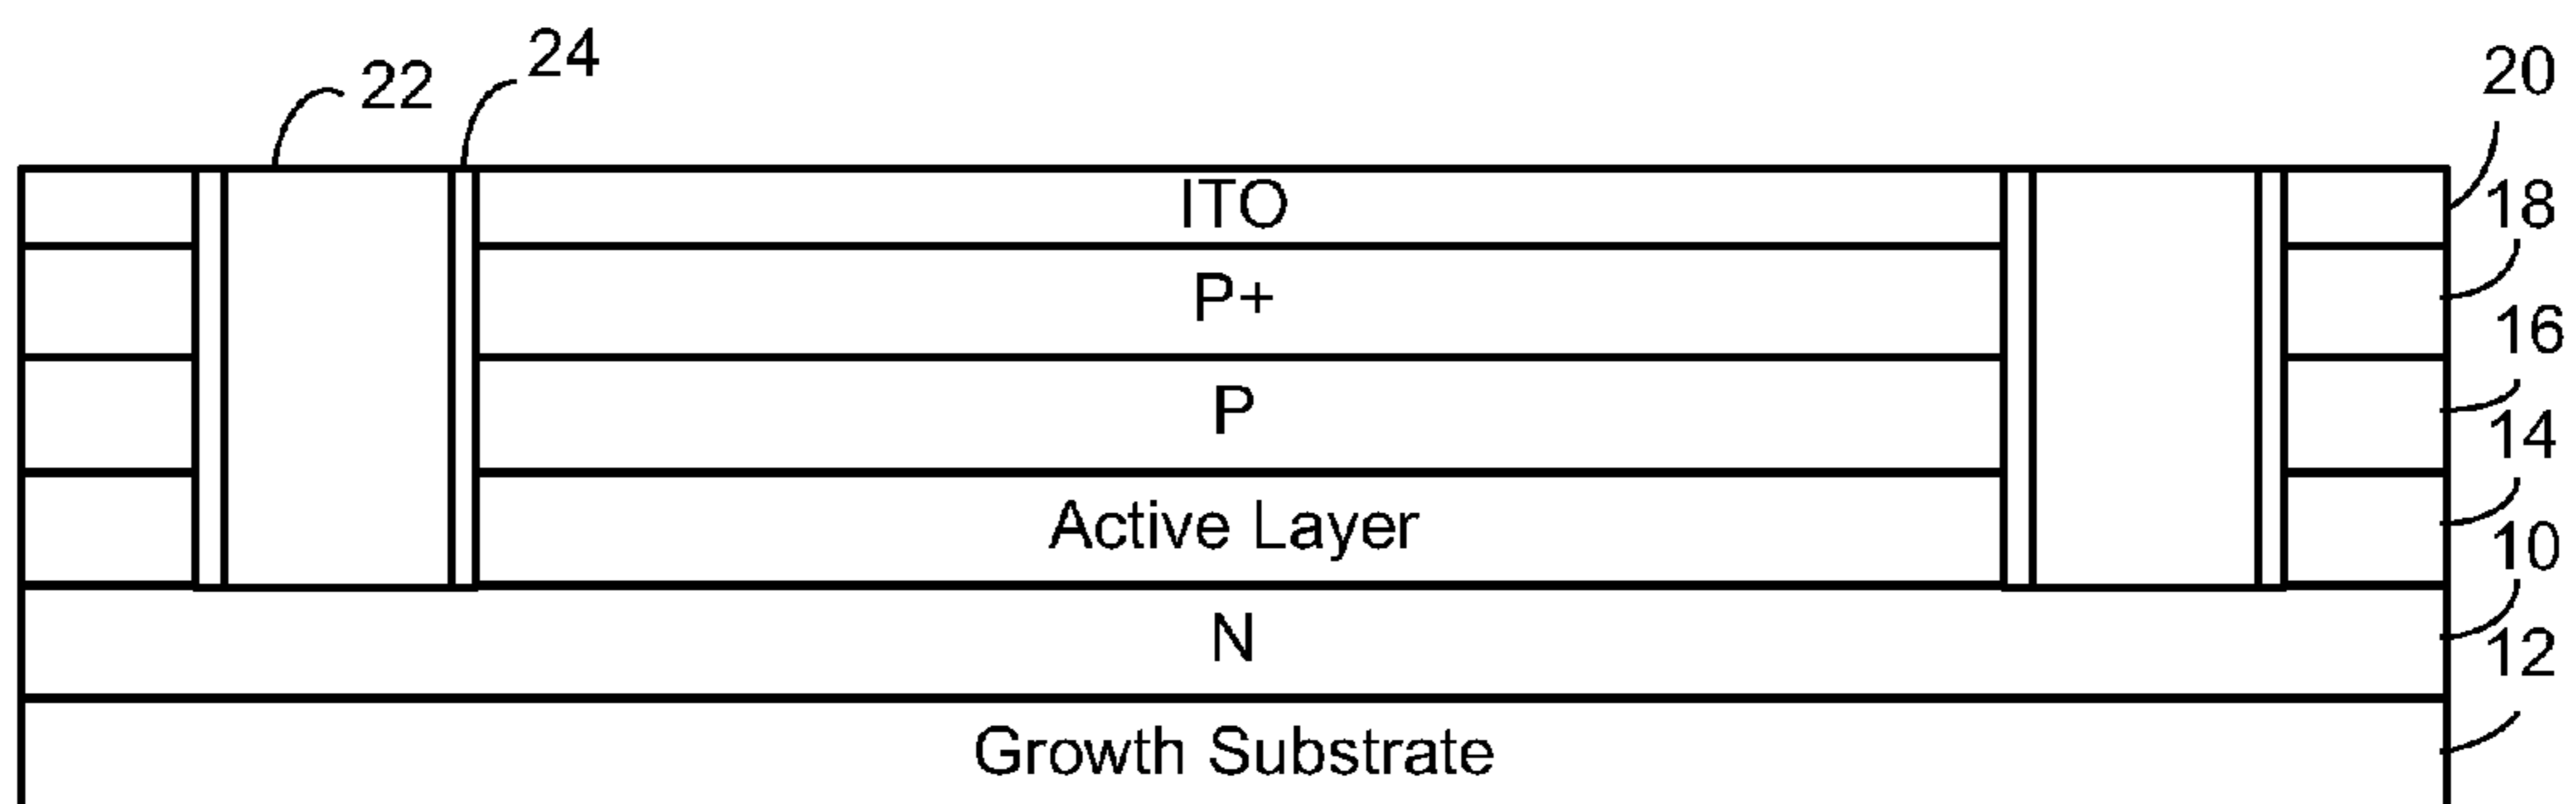 24
22
20
ITO
18
P+
16
P
14
Active Layer
10
N
12
Growth Substrate